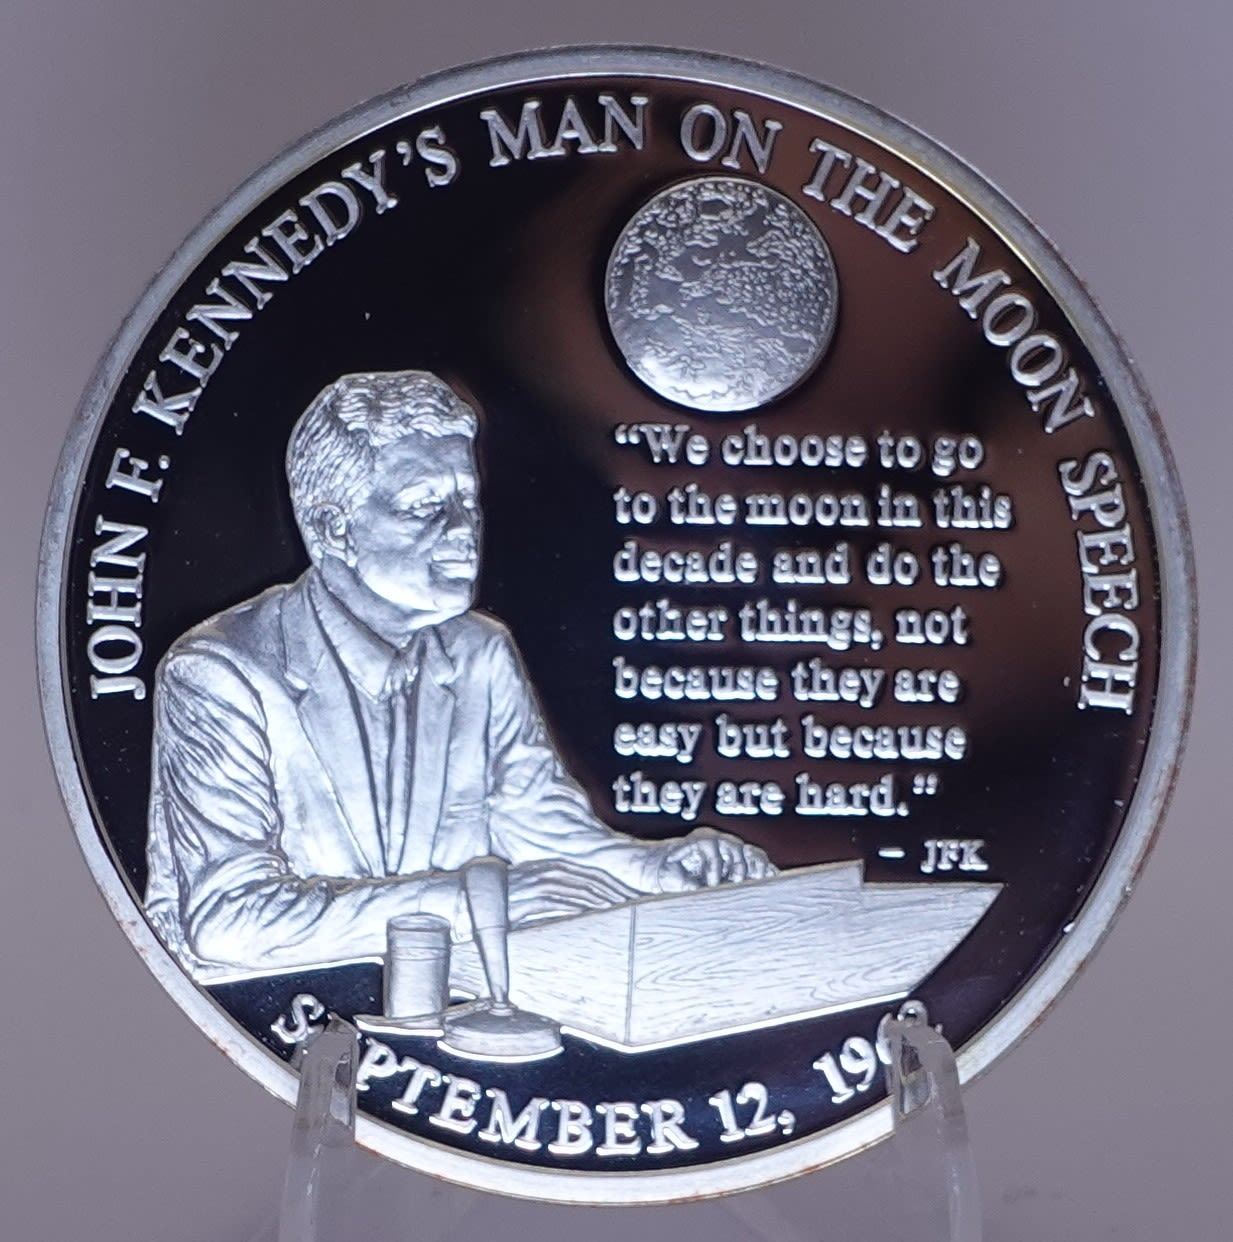 JOHN F. KENNEDY'S MAN ON THE MOON SPEECH
“We choose to go
to the moon in this
decade and do the
other things, not
because they are
easy but because
they are hard.”
- JFK
SEPTEMBER 12, 1962